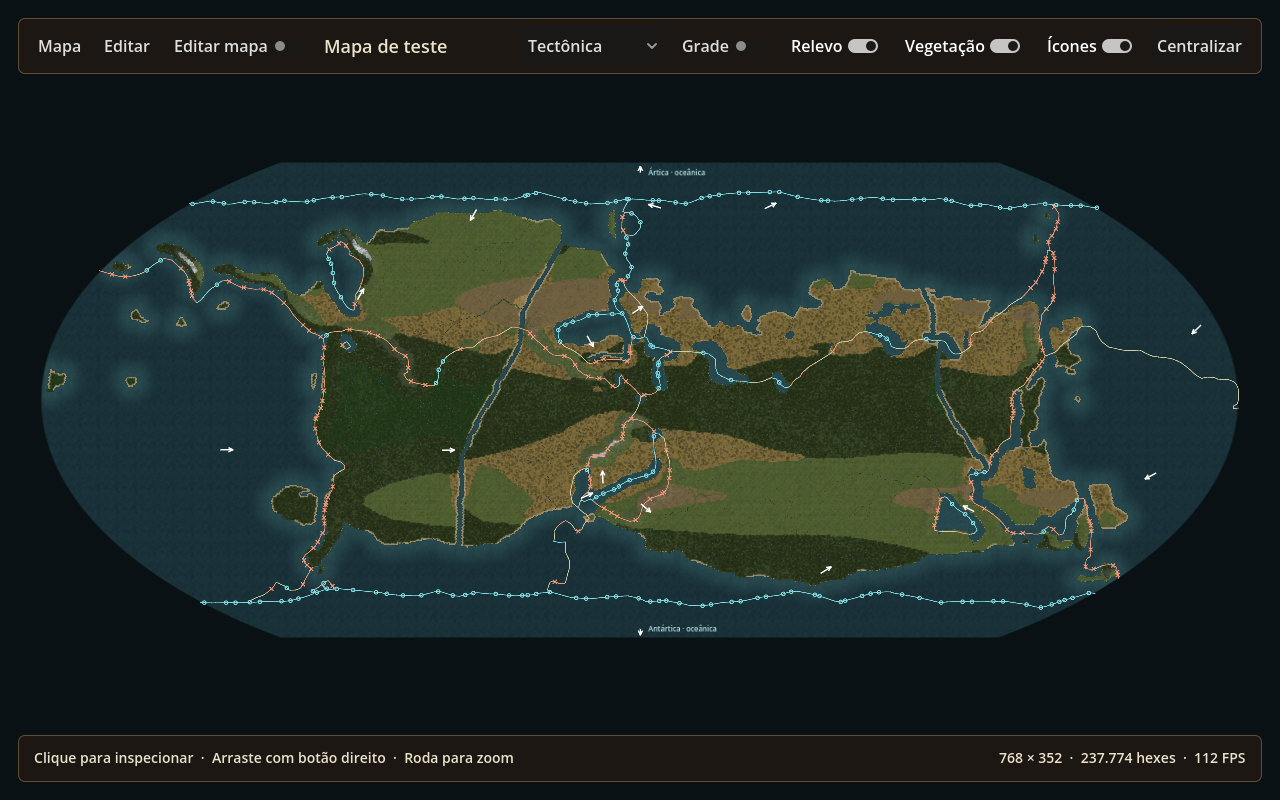 Mapa Editar Editar mapa Mapa de teste Tectônica Grade Relevo Vegetação Ícones Centralizar
Ártica · oceânica
Antártica · oceânica
Clique para inspecionar · Arraste com botão direito · Roda para zoom
768 × 352 · 237.774 hexes · 112 FPS